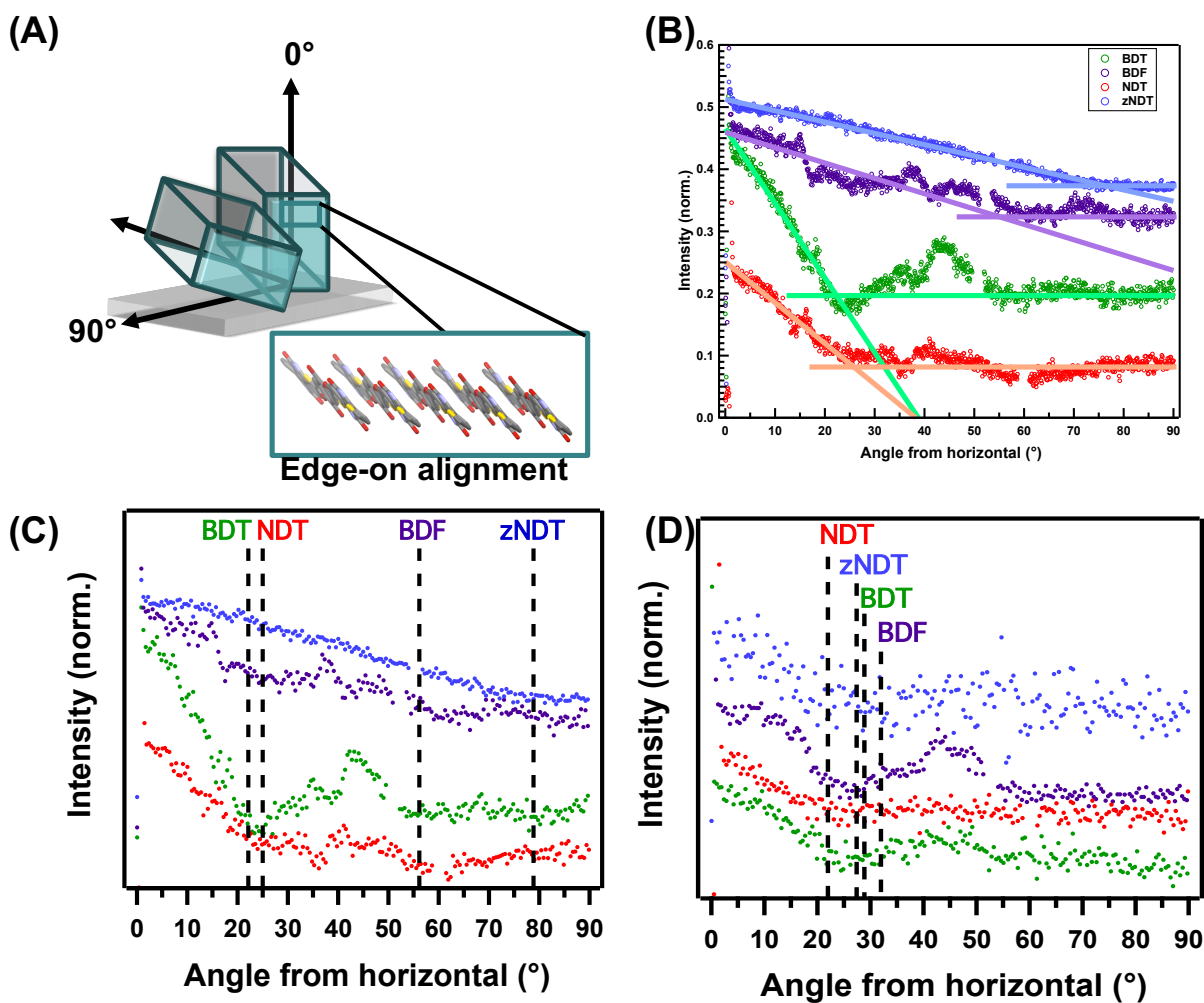 (A)
0°
90°
Edge-on alignment
(B)
0.6
0.5
0.4
0.3
0.2
0.1
0.0
Intensity (norm.)
BDT
BDF
NDT
zNDT
0 10 20 30 40 50 60 70 80 90
Angle from horizontal (°)
(C)
BDT NDT BDF zNDT
Intensity (norm.)
0 10 20 30 40 50 60 70 80 90
Angle from horizontal (°)
(D)
NDT
zNDT
BDT
BDF
Intensity (norm.)
0 10 20 30 40 50 60 70 80 90
Angle from horizontal (°)